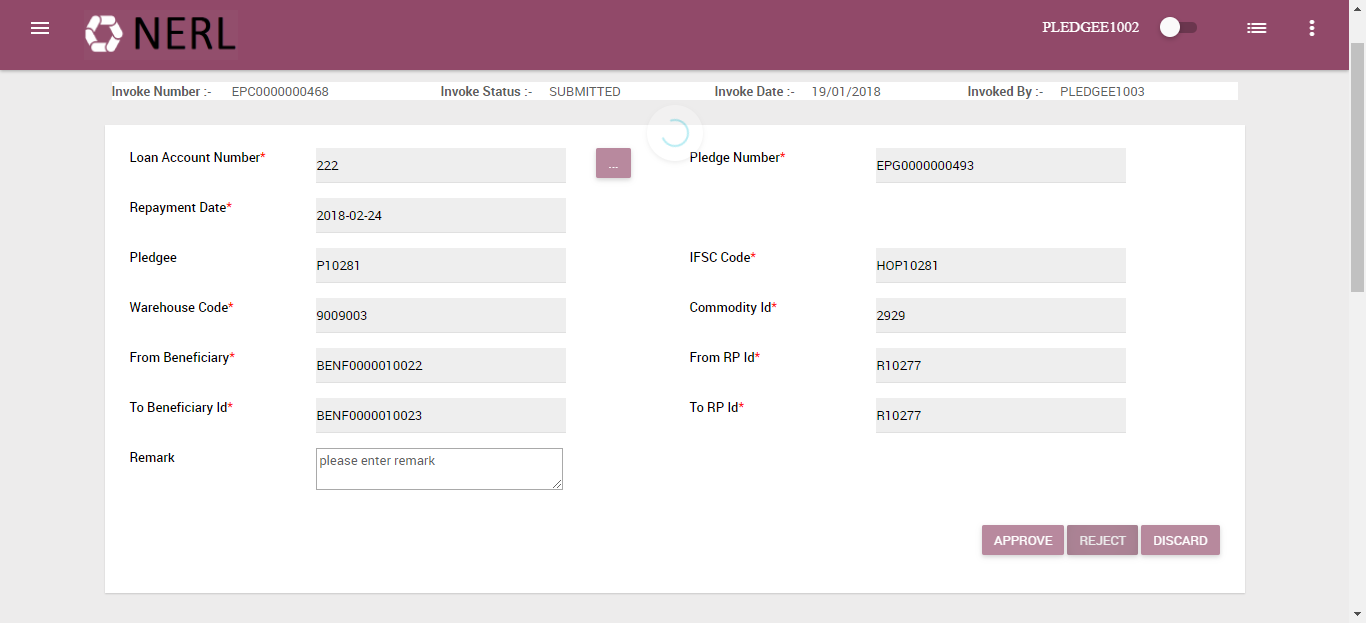 NERL
PLEDGEE1002
Invoke Number :- EPC0000000468 Invoke Status :- SUBMITTED Invoke Date :- 19/01/2018 Invoked By :- PLEDGEE1003
Loan Account Number* 222 ... Pledge Number* EPG0000000493
Repayment Date* 2018-02-24
Pledgee P10281 IFSC Code* HOP10281
Warehouse Code* 9009003 Commodity Id* 2929
From Beneficiary* BENF0000010022 From RP Id* R10277
To Beneficiary Id* BENF0000010023 To RP Id* R10277
Remark please enter remark
APPROVE REJECT DISCARD